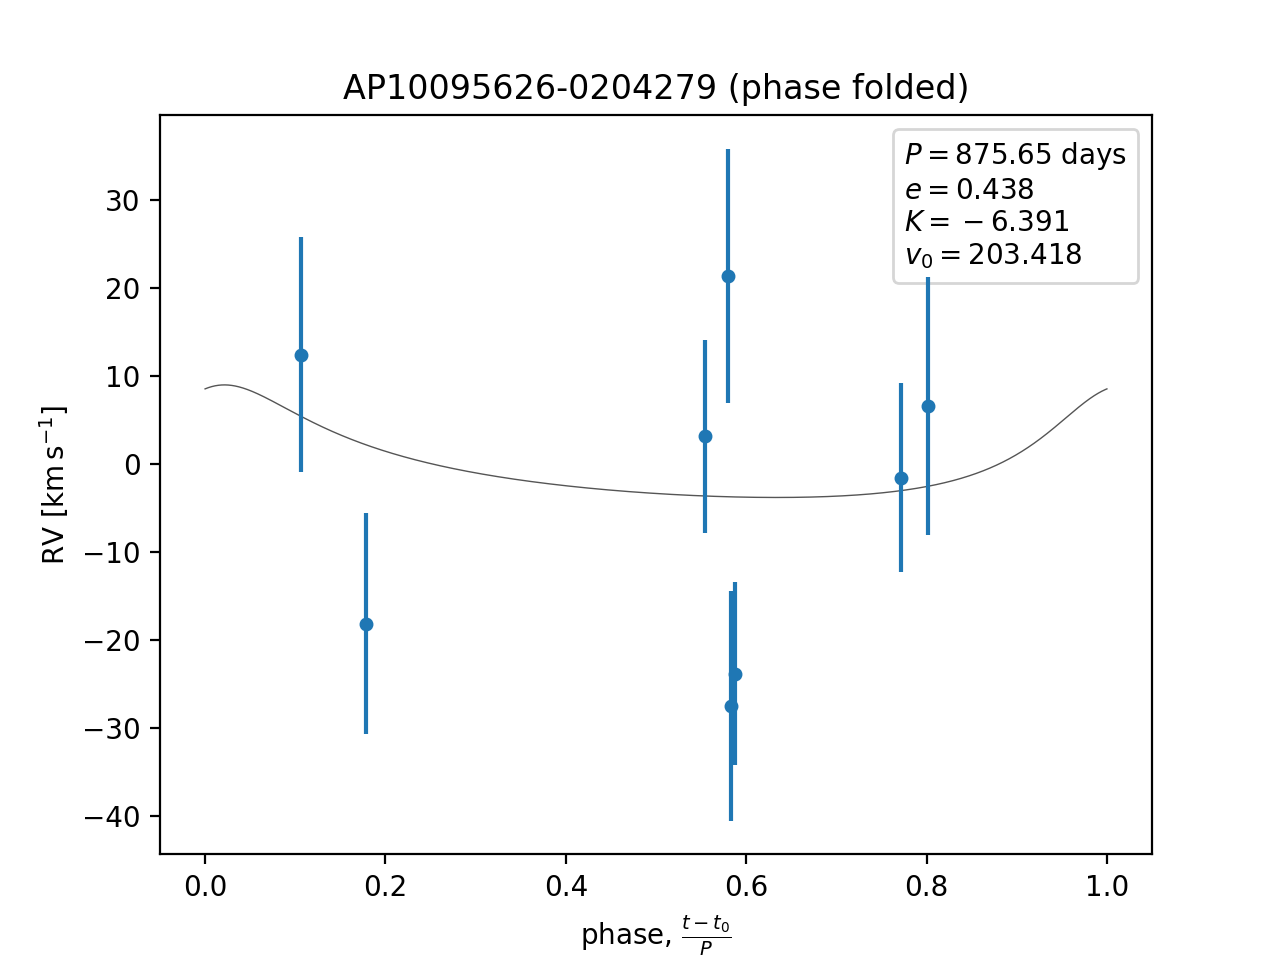 AP10095626-0204279 (phase folded)
P = 875.65 days
e = 0.438
K = −6.391
v₀ = 203.418
RV [km s⁻¹]
30
20
10
0
−10
−20
−30
−40
0.0 0.2 0.4 0.6 0.8 1.0
phase, (t − t₀)/P